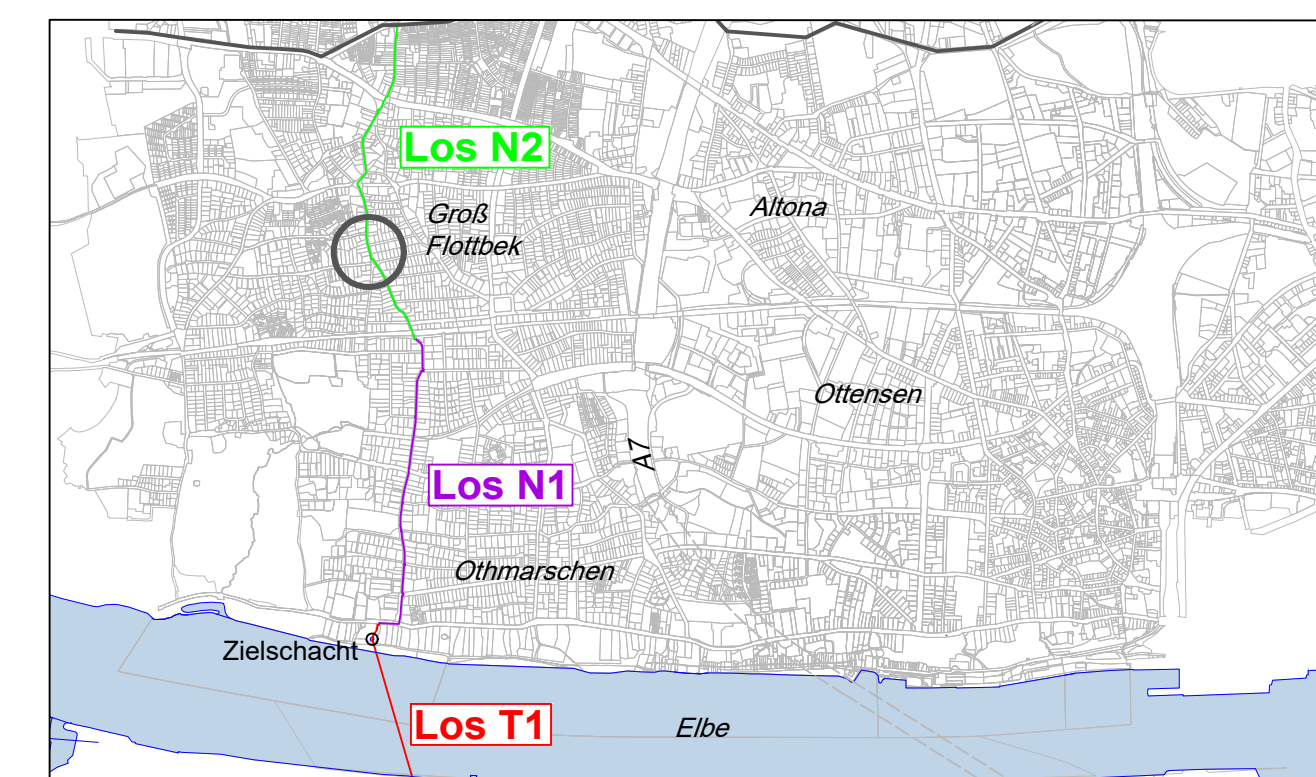 Los N2
Groß
Flottbek
Altona
Ottensen
A7
Los N1
Othmarschen
Zielschacht
Los T1
Elbe